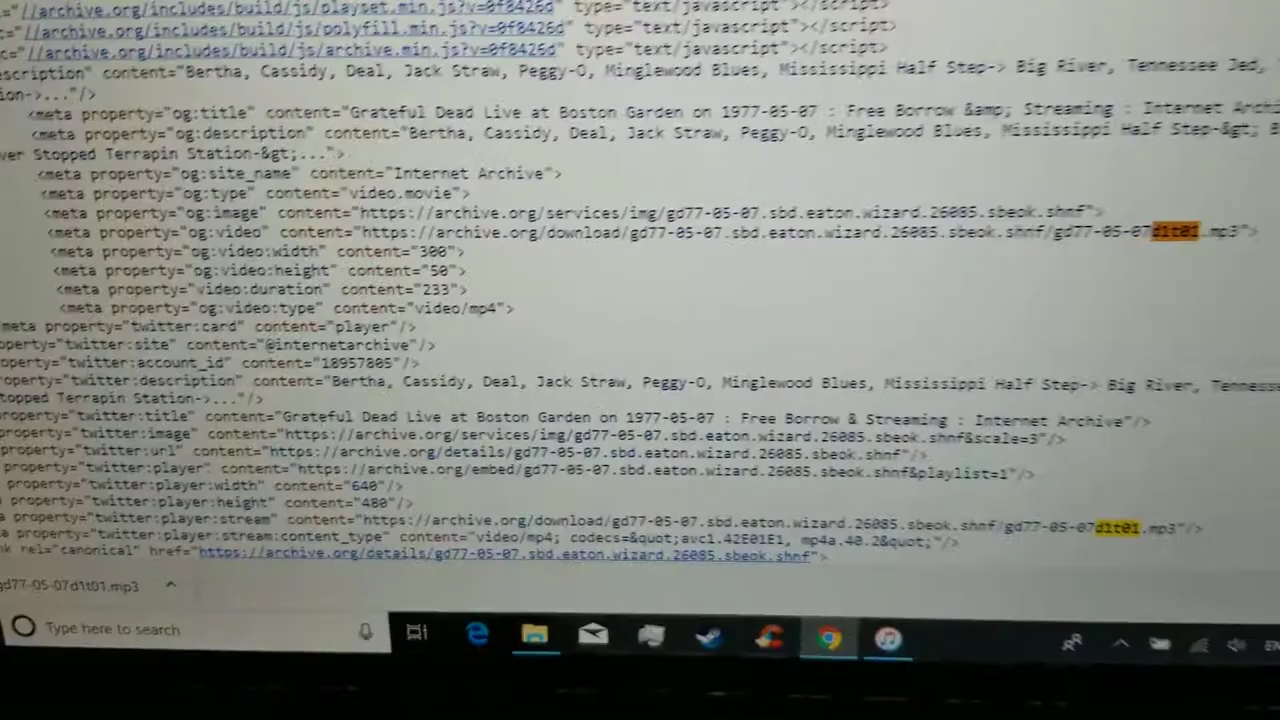 c="//archive.org/includes/build/js/playset.min.js?v=0f8426d" type="text/javascript"></script>
c="//archive.org/includes/build/js/polyfill.min.js?v=0f8426d" type="text/javascript"></script>
c="//archive.org/includes/build/js/archive.min.js?v=0f8426d" type="text/javascript"></script>
escription" content="Bertha, Cassidy, Deal, Jack Straw, Peggy-O, Minglewood Blues, Mississippi Half Step-> Big River, Tennessee Jed,
ion->..."/>
<meta property="og:title" content="Grateful Dead Live at Boston Garden on 1977-05-07 : Free Borrow &amp; Streaming : Internet Archi
<meta property="og:description" content="Bertha, Cassidy, Deal, Jack Straw, Peggy-O, Minglewood Blues, Mississippi Half Step-&gt; B
ver Stopped Terrapin Station-&gt;...">
<meta property="og:site_name" content="Internet Archive">
<meta property="og:type" content="video.movie">
<meta property="og:image" content="https://archive.org/services/img/gd77-05-07.sbd.eaton.wizard.26085.sbeok.shnf">
<meta property="og:video" content="https://archive.org/download/gd77-05-07.sbd.eaton.wizard.26085.sbeok.shnf/gd77-05-07d1t01.mp3">
<meta property="og:video:width" content="300">
<meta property="og:video:height" content="50">
<meta property="video:duration" content="233">
<meta property="og:video:type" content="video/mp4">
meta property="twitter:card" content="player"/>
operty="twitter:site" content="@internetarchive"/>
operty="twitter:account_id" content="18957805"/>
roperty="twitter:description" content="Bertha, Cassidy, Deal, Jack Straw, Peggy-O, Minglewood Blues, Mississippi Half Step-> Big River, Tennesse
topped Terrapin Station->..."/>
property="twitter:title" content="Grateful Dead Live at Boston Garden on 1977-05-07 : Free Borrow & Streaming : Internet Archive"/>
property="twitter:image" content="https://archive.org/services/img/gd77-05-07.sbd.eaton.wizard.26085.sbeok.shnf&scale=3"/>
property="twitter:url" content="https://archive.org/details/gd77-05-07.sbd.eaton.wizard.26085.sbeok.shnf"/>
property="twitter:player" content="https://archive.org/embed/gd77-05-07.sbd.eaton.wizard.26085.sbeok.shnf&playlist=1"/>
property="twitter:player:width" content="640"/>
property="twitter:player:height" content="480"/>
a property="twitter:player:stream" content="https://archive.org/download/gd77-05-07.sbd.eaton.wizard.26085.sbeok.shnf/gd77-05-07d1t01.mp3"/>
a property="twitter:player:stream:content_type" content="video/mp4; codecs=&quot;avc1.42E01E1, mp4a.40.2&quot;"/>
nk rel="canonical" href="https://archive.org/details/gd77-05-07.sbd.eaton.wizard.26085.sbeok.shnf">
gd77-05-07d1t01.mp3
Type here to search
EN